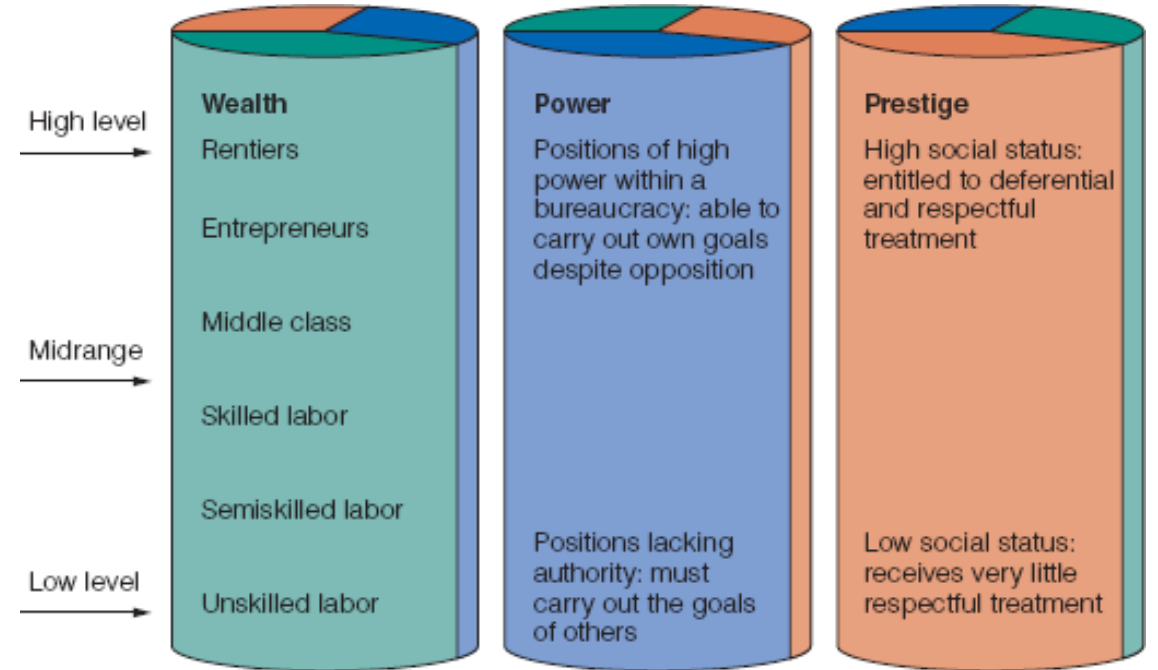 High level
Midrange
Low level
Wealth
Rentiers
Entrepreneurs
Middle class
Skilled labor
Semiskilled labor
Unskilled labor
Power
Positions of high
power within a
bureaucracy: able to
carry out own goals
despite opposition
Positions lacking
authority: must
carry out the goals
of others
Prestige
High social status:
entitled to deferential
and respectful
treatment
Low social status:
receives very little
respectful treatment